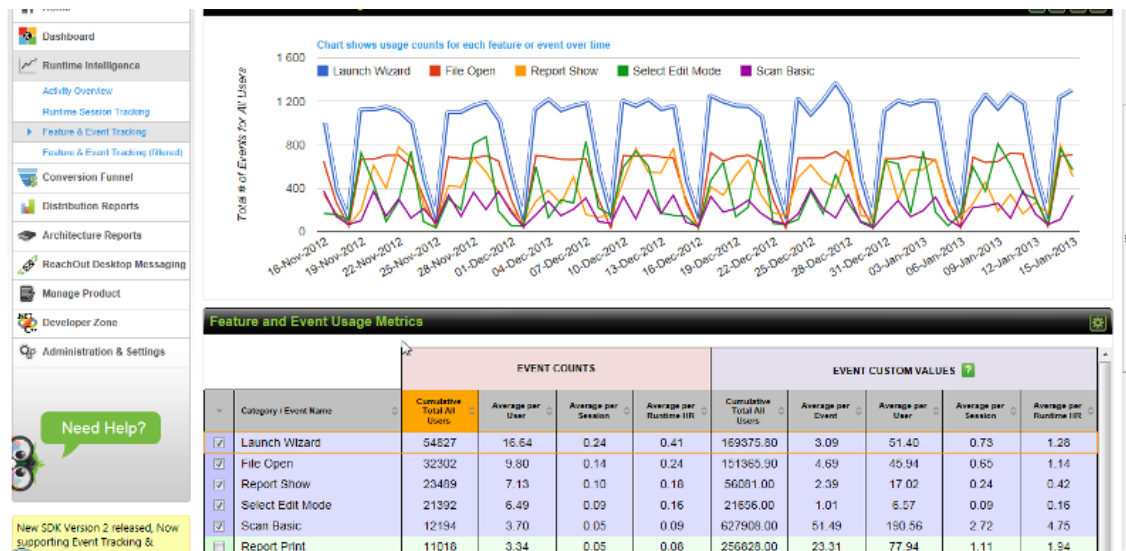 Home
Dashboard
Runtime Intelligence
Activity Overview
Runtime Session Tracking
Feature & Event Tracking
Feature & Event Tracking (filtered)
Conversion Funnel
Distribution Reports
Architecture Reports
ReachOut Desktop Messaging
Manage Product
.NET
C++
Developer Zone
Administration & Settings
Need Help?
New SDK Version 2 released, Now
supporting Event Tracking &
Chart shows usage counts for each feature or event over time
Launch Wizard File Open Report Show Select Edit Mode Scan Basic
Total # of Events for All Users
1 600
1 200
800
400
0
16-Nov-2012 19-Nov-2012 22-Nov-2012 25-Nov-2012 28-Nov-2012 01-Dec-2012 04-Dec-2012 07-Dec-2012 10-Dec-2012 13-Dec-2012 16-Dec-2012 19-Dec-2012 22-Dec-2012 25-Dec-2012 28-Dec-2012 31-Dec-2012 03-Jan-2013 06-Jan-2013 09-Jan-2013 12-Jan-2013 15-Jan-2013
Feature and Event Usage Metrics
EVENT COUNTS EVENT CUSTOM VALUES ?
Category / Event Name Cumulative Total All Users Average per User Average per Session Average per Runtime HR Cumulative Total All Users Average per Event Average per User Average per Session Average per Runtime HR
Launch Wizard 54827 16.64 0.24 0.41 169375.80 3.09 51.40 0.73 1.28
File Open 32302 9.80 0.14 0.24 151365.90 4.69 45.94 0.65 1.14
Report Show 23489 7.13 0.10 0.18 56081.00 2.39 17.02 0.24 0.42
Select Edit Mode 21392 6.49 0.09 0.16 21656.00 1.01 6.57 0.09 0.16
Scan Basic 12194 3.70 0.05 0.09 627908.00 51.49 190.56 2.72 4.75
Report Print 11018 3.34 0.05 0.08 256828.00 23.31 77.94 1.11 1.94